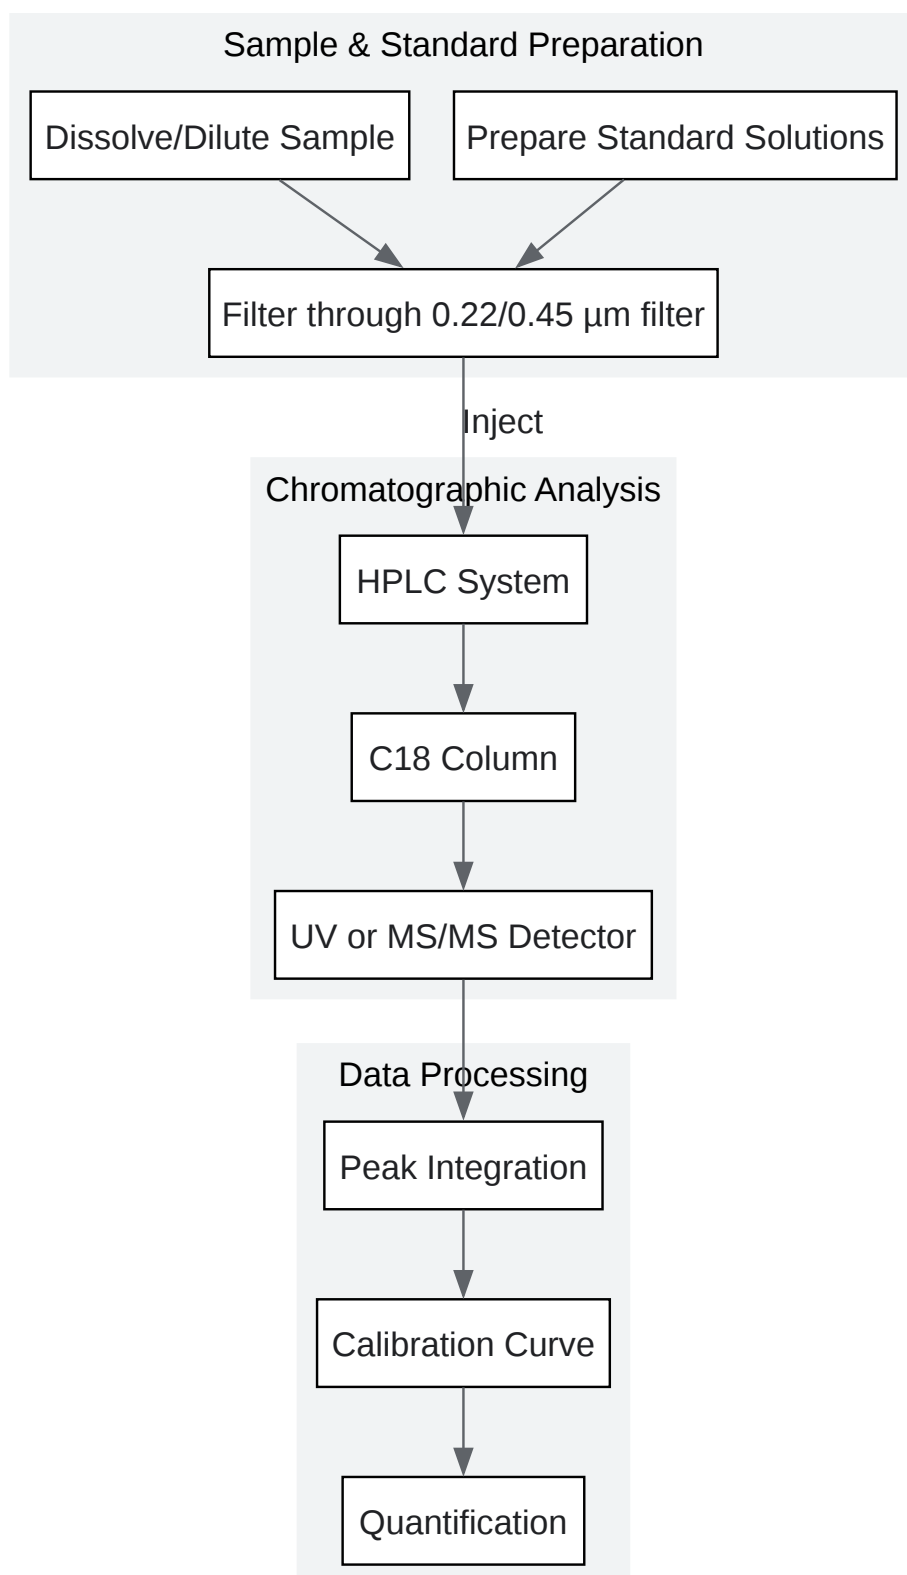 Sample & Standard Preparation
Dissolve/Dilute Sample
Prepare Standard Solutions
Filter through 0.22/0.45 µm filter
Inject
Chromatographic Analysis
HPLC System
C18 Column
UV or MS/MS Detector
Data Processing
Peak Integration
Calibration Curve
Quantification